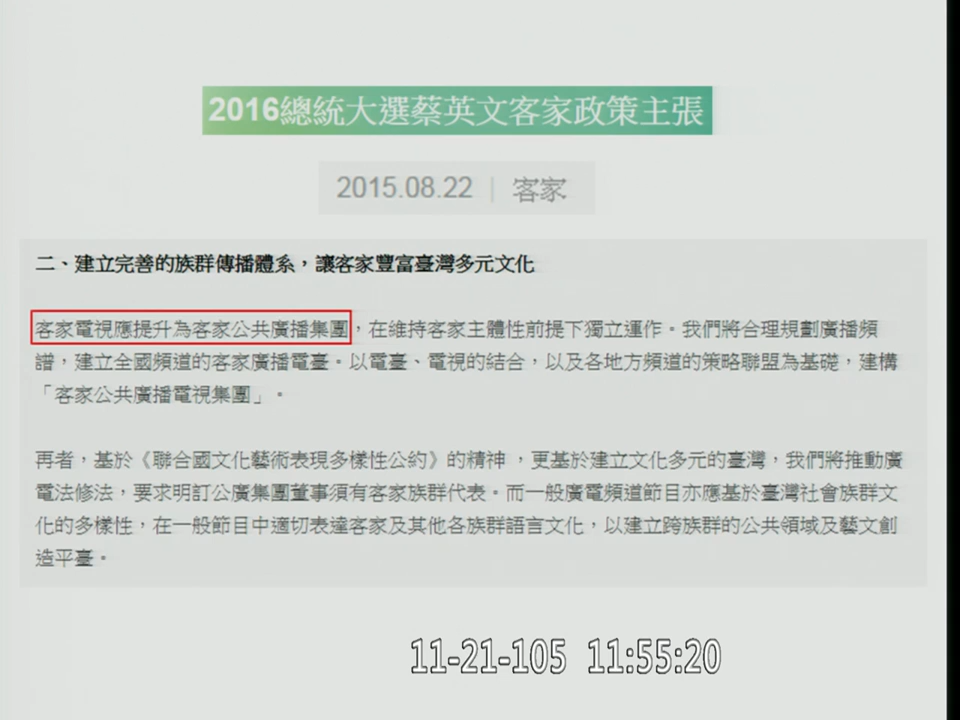 2016總統大選蔡英文客家政策主張
2015.08.22 | 客家
二、建立完善的族群傳播體系，讓客家豐富臺灣多元文化
客家電視應提升為客家公共廣播集團，在維持客家主體性前提下獨立運作。我們將合理規劃廣播頻
譜，建立全國頻道的客家廣播電臺。以電臺、電視的結合，以及各地方頻道的策略聯盟為基礎，建構
「客家公共廣播電視集團」。
再者，基於《聯合國文化藝術表現多樣性公約》的精神 ，更基於建立文化多元的臺灣，我們將推動廣
電法修法，要求明訂公廣集團董事須有客家族群代表。而一般廣電頻道節目亦應基於臺灣社會族群文
化的多樣性，在一般節目中適切表達客家及其他各族群語言文化，以建立跨族群的公共領域及藝文創
造平臺。
11-21-105 11:55:20